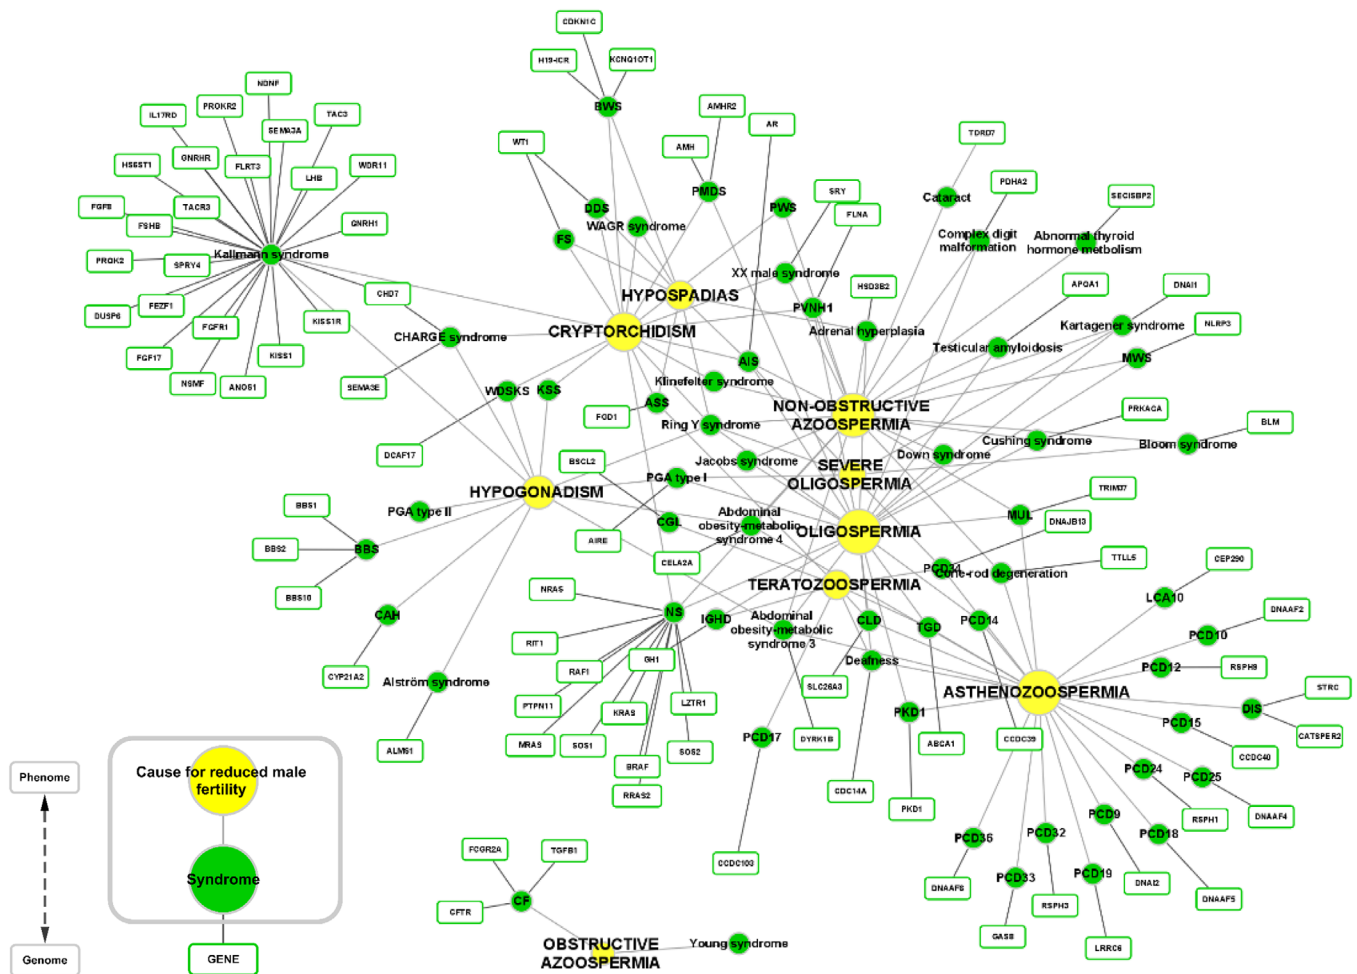 CDKN1C
H19-ICR
KCNQ1OT1
BWS
NDNF
PROKR2
IL17RD
SEMA3A
TAC3
GNRHR
FLRT3
HS6ST1
LHB
WDR11
FGF8
TACR3
FSHB
GNRH1
PROK2
SPRY4
Kallmann syndrome
DUSP6
FEZF1
CHD7
FGFR1
KISS1R
FGF17
KISS1
NSMF
ANOS1
CHARGE syndrome
SEMA3E
AMHR2
AR
WT1
AMH
PMDS
DDS
WAGR syndrome
FS
PWS
SRY
FLNA
TDRD7
Cataract
PDHA2
SECISBP2
Complex digit
malformation
Abnormal thyroid
hormone metbolism
XX male syndrome
HSD3B2
APOA1
DNAI1
HYPOSPADIAS
PVNH1
CRYPTORCHIDISM
Adrenal hyperplasia
Kartagener syndrome
NLRP3
Testicular amyloidosis
MWS
AIS
Klinefelter syndrome
WDSKS
KSS
ASS
FGD1
NON-OBSTRUCTIVE
AZOOSPERMIA
Ring Y syndrome
PRKACA
Cushing syndrome
BLM
Bloom syndrome
DCAF17
BSCL2
Jacobs syndrome
Down syndrome
SEVERE
OLIGOSPERMIA
HYPOGONADISM
PGA type I
TRIM37
BBS1
PGA type II
CGL
Abdominal
obesity-metabolic
syndrome 4
OLIGOSPERMIA
MUL
DNAJB13
BBS2
BBS
AIRE
CELA2A
TTLL5
BBS10
TERATOZOOSPERMIA
PCD34
Cone-rod degeneration
CEP290
NRAS
LCA10
CAH
NS
IGHD
Abdominal
obesity-metabolic
syndrome 3
CLD
TGD
PCD14
DNAAF2
PCD10
RIT1
GH1
CYP21A2
RAF1
Deafness
PCD12
RSPH9
Alström syndrome
SLC26A3
ASTHENOZOOSPERMIA
STRC
PTPN11
KRAS
LZTR1
PKD1
DIS
PCD15
CATSPER2
MRAS
SOS1
SOS2
PCD17
DYRK1B
ABCA1
CCDC39
ALMS1
CCDC40
BRAF
PCD24
PCD25
RRAS2
CDC14A
PKD1
RSPH1
DNAAF4
PCD9
PCD36
PCD32
PCD18
CCDC103
PCD33
PCD19
DNAI2
RSPH3
DNAAF5
LRRC6
FCGR2A
TGFB1
CF
CFTR
OBSTRUCTIVE
AZOOSPERMIA
Young syndrome
Phenome
Genome
Cause for reduced male
fertility
Syndrome
GENE